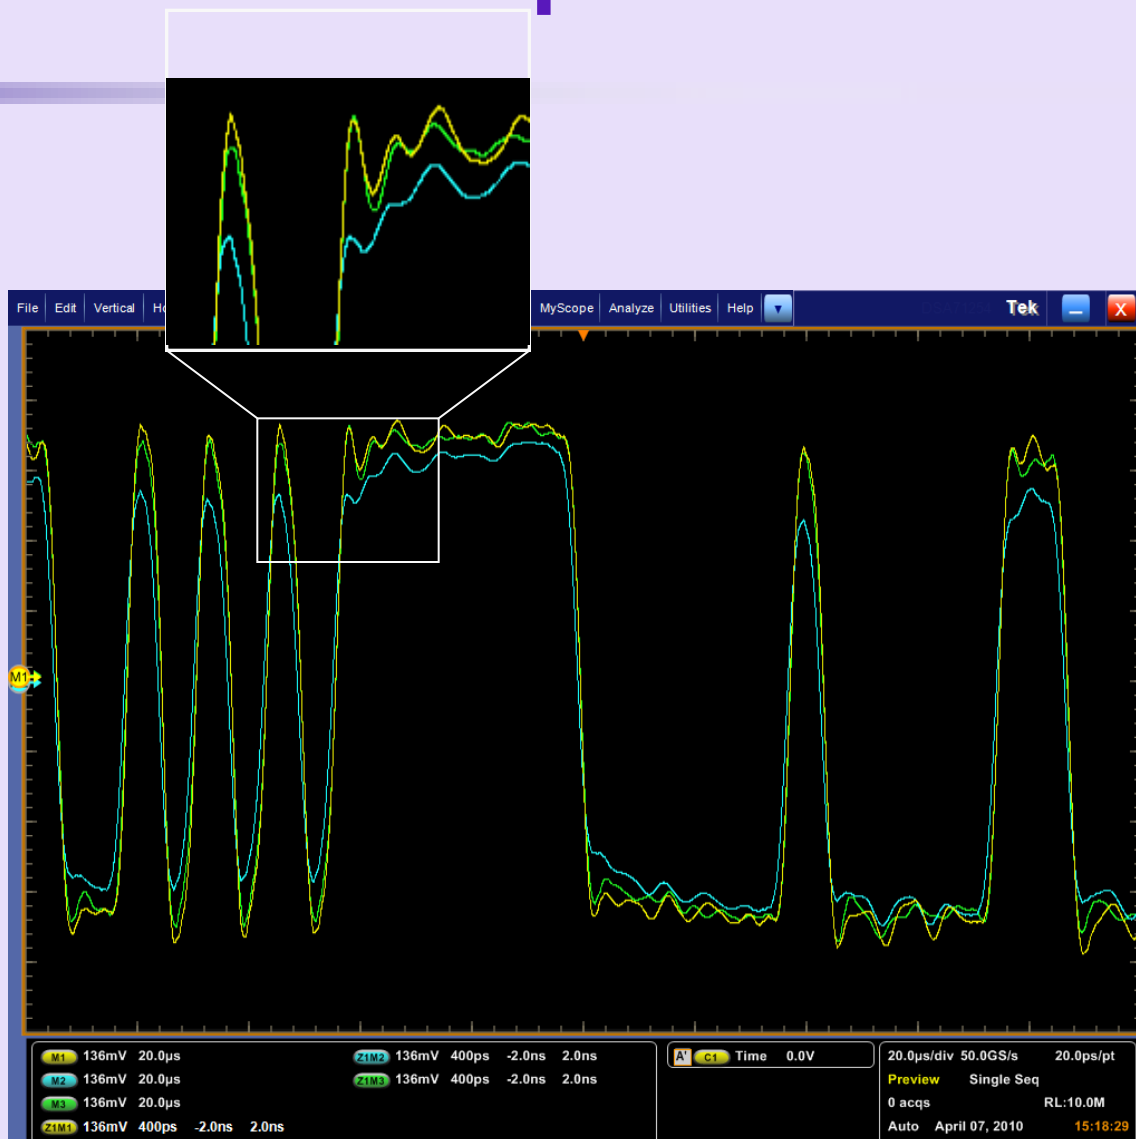 File Edit Vertical MyScope Analyze Utilities Help Tek X
M1
M1 136mV 20.0µs
M2 136mV 20.0µs
M3 136mV 20.0µs
Z1M1 136mV 400ps -2.0ns 2.0ns
Z1M2 136mV 400ps -2.0ns 2.0ns
Z1M3 136mV 400ps -2.0ns 2.0ns
A' C1 Time 0.0V
20.0µs/div 50.0GS/s 20.0ps/pt
Preview Single Seq
0 acqs RL:10.0M
Auto April 07, 2010 15:18:29